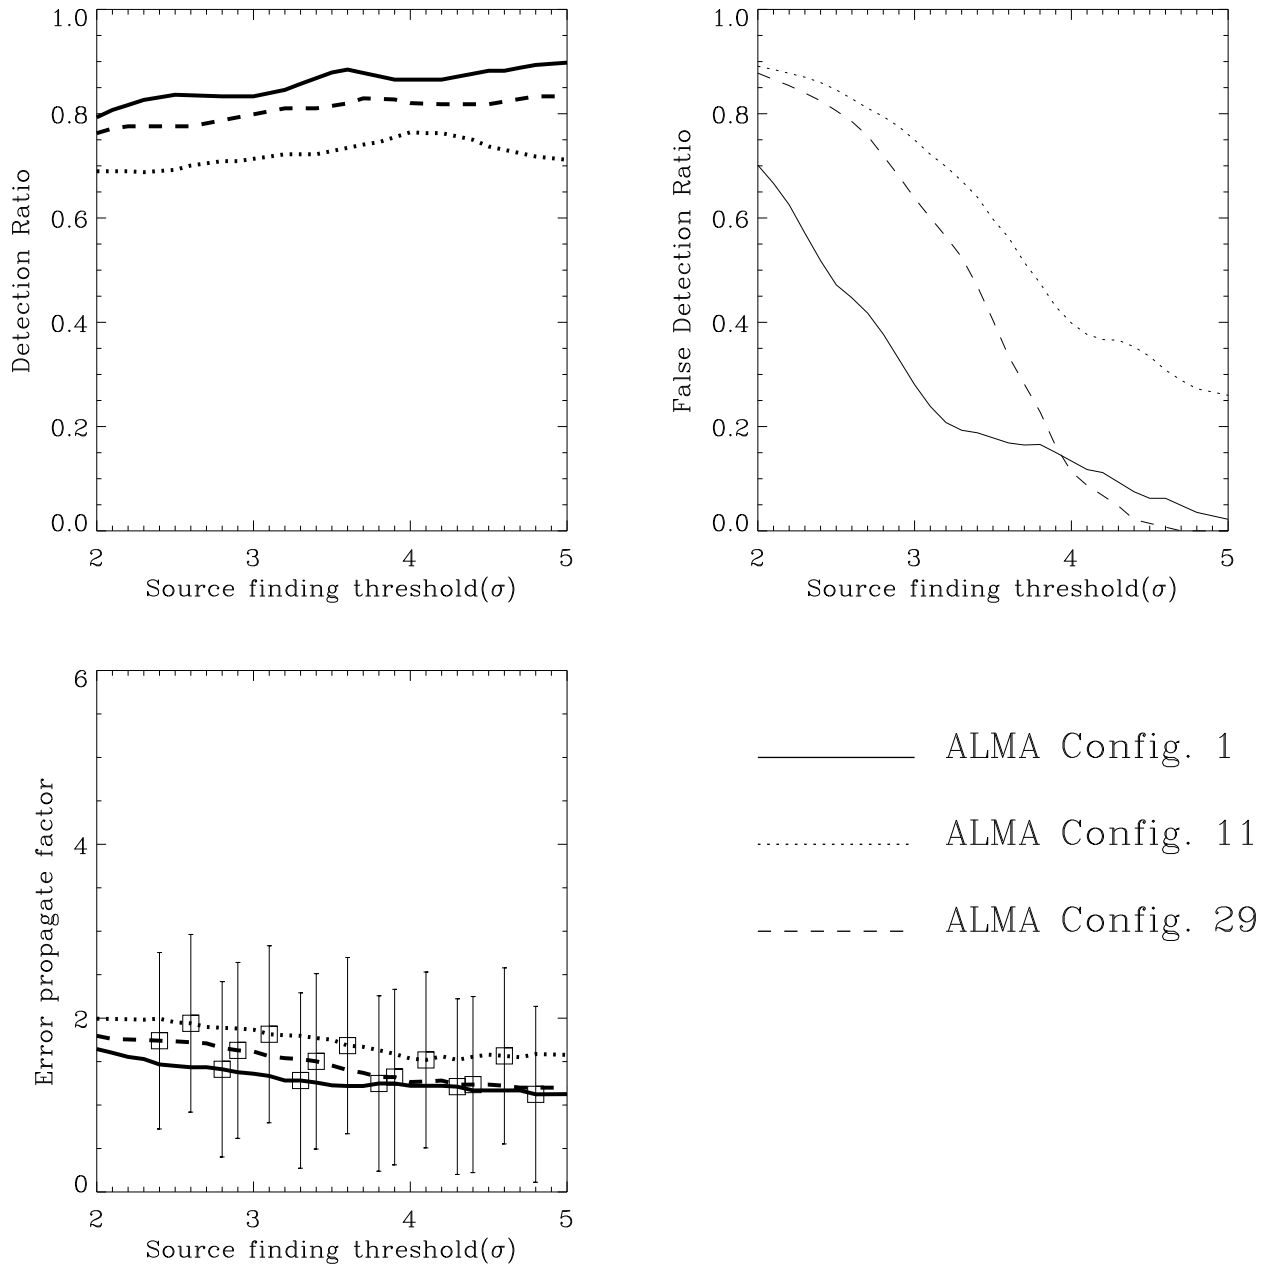 1.0
0.8
0.6
0.4
0.2
0.0
Detection Ratio
2 3 4 5
Source finding threshold(σ)
1.0
0.8
0.6
0.4
0.2
0.0
False Detection Ratio
2 3 4 5
Source finding threshold(σ)
6
4
2
0
Error propagate factor
2 3 4 5
Source finding threshold(σ)
ALMA Config. 1
ALMA Config. 11
ALMA Config. 29